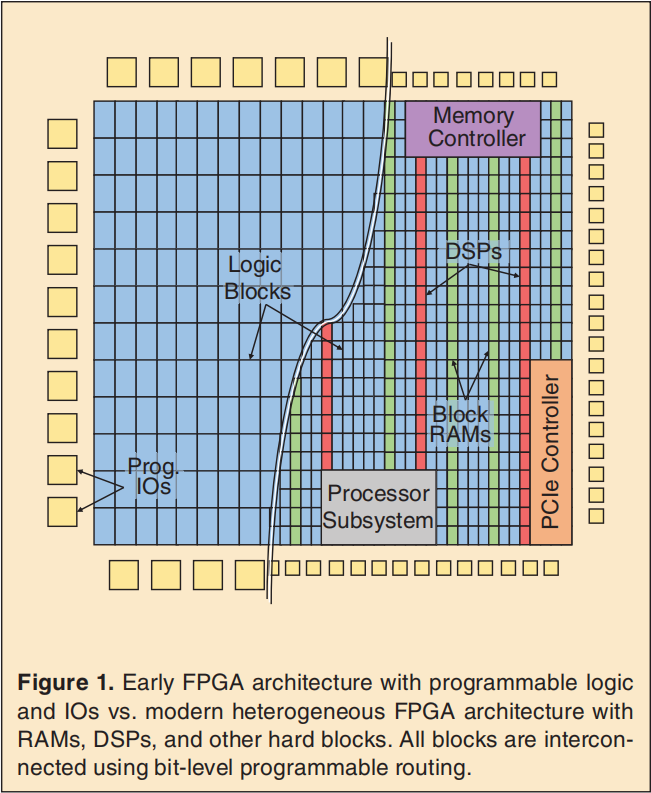 Memory
Controller
DSPs
Logic
Blocks
Block
RAMs
Prog.
IOs
Processor
Subsystem
PCIe Controller
Figure 1. Early FPGA architecture with programmable logic
and IOs vs. modern heterogeneous FPGA architecture with
RAMs, DSPs, and other hard blocks. All blocks are intercon-
nected using bit-level programmable routing.